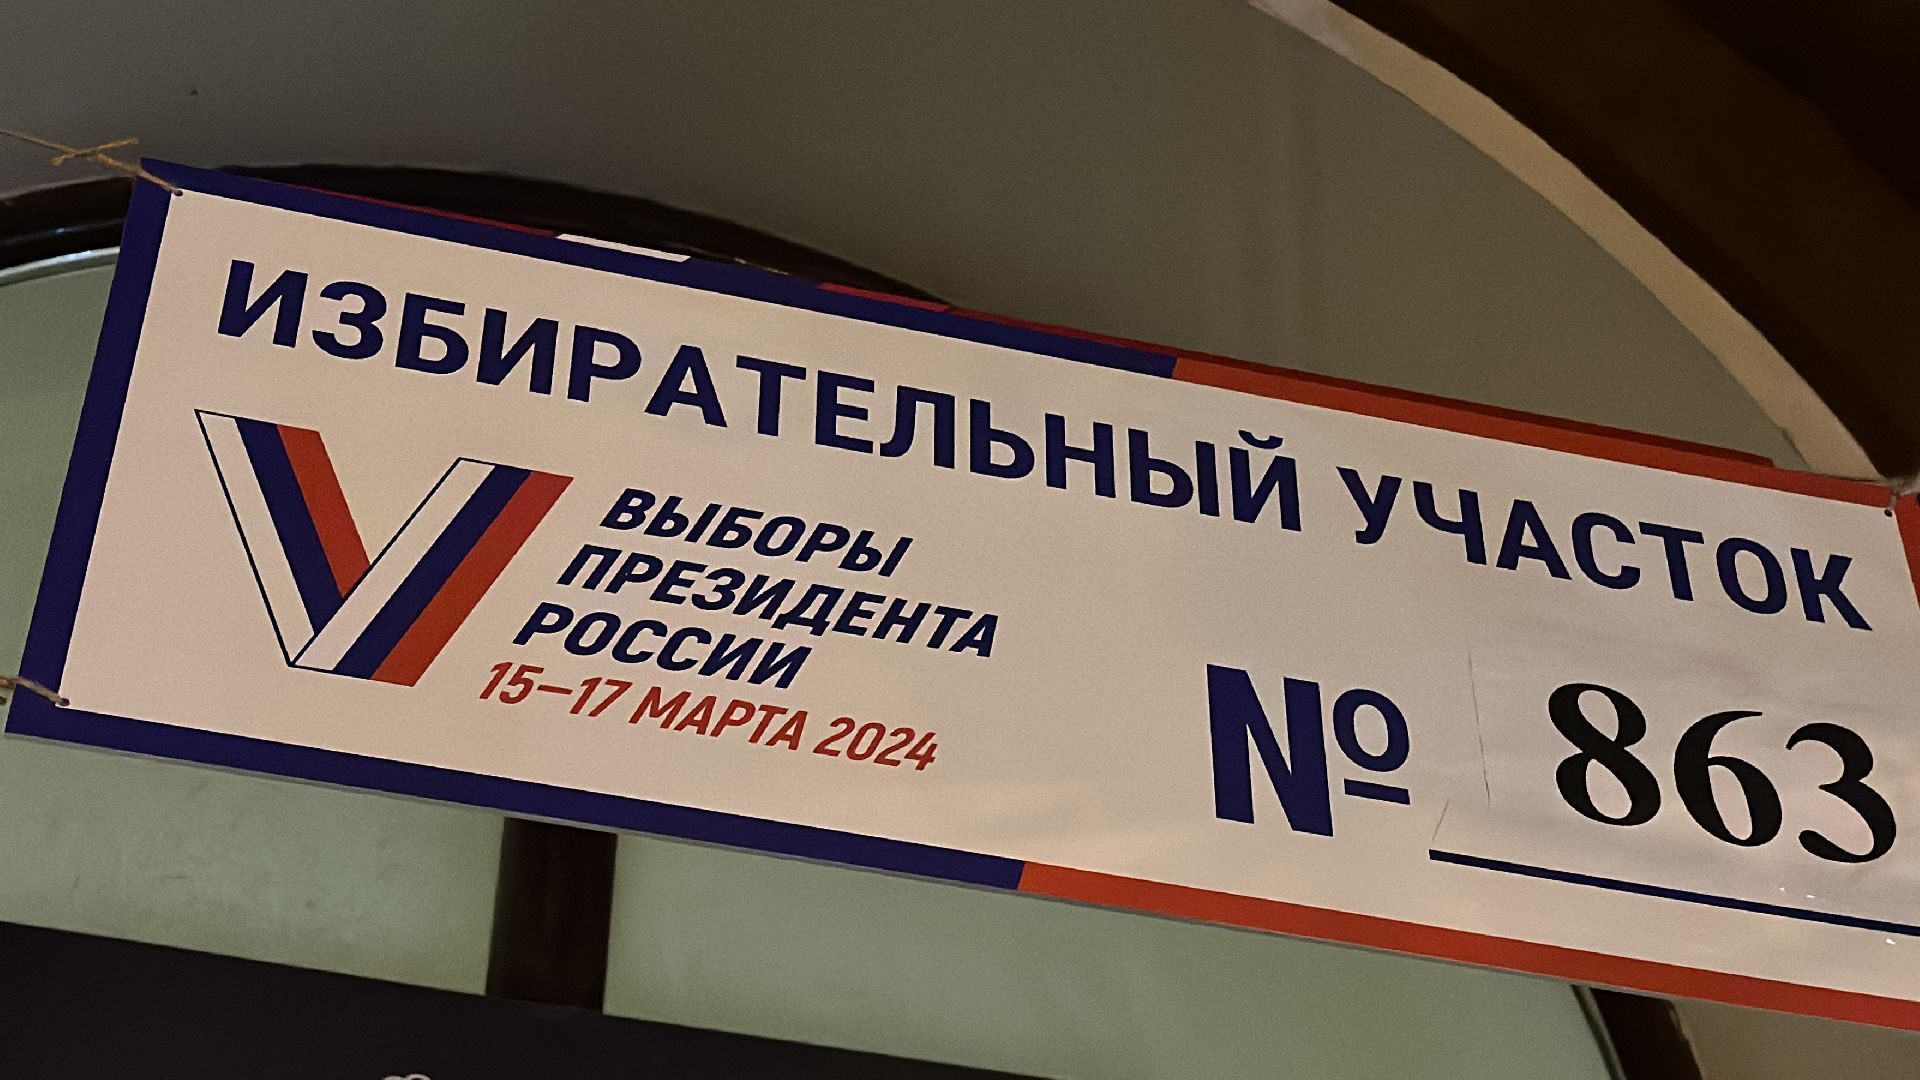 ИЗБИРАТЕЛЬНЫЙ УЧАСТОК
ВЫБОРЫ
ПРЕЗИДЕНТА
РОССИИ
15–17 МАРТА 2024
№ 863